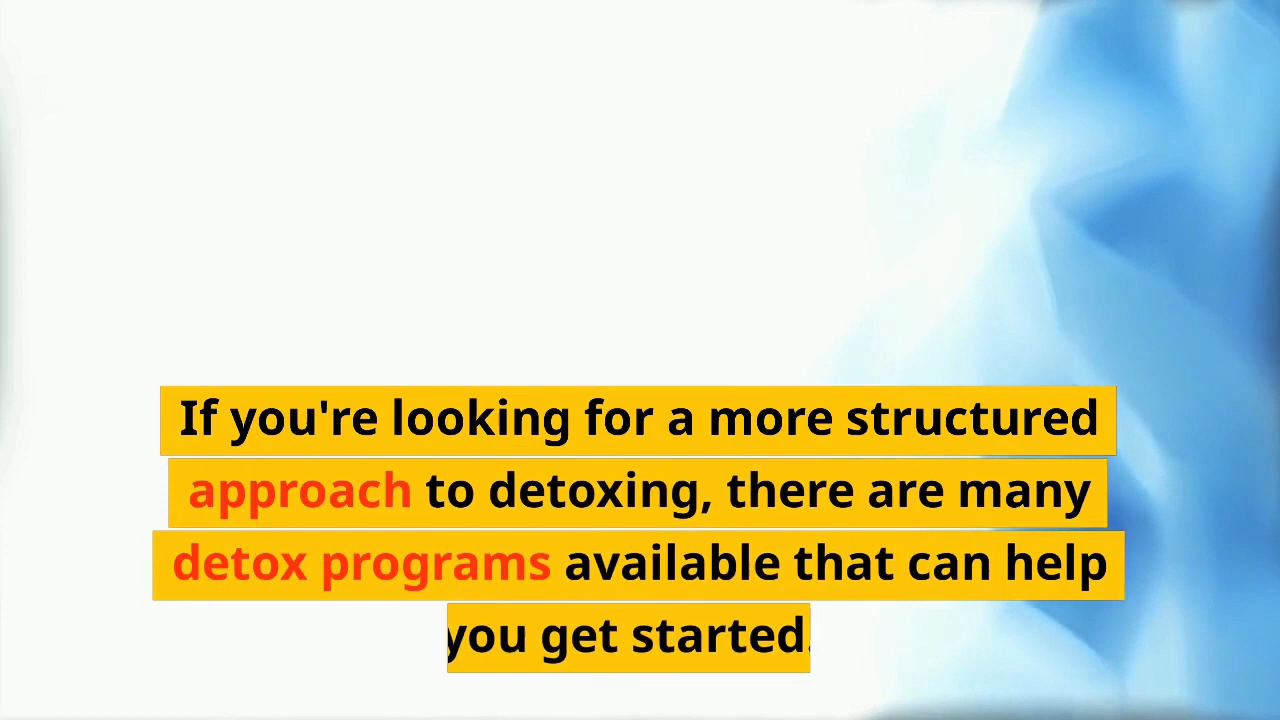 If you're looking for a more structured
approach to detoxing, there are many
detox programs available that can help
you get started.